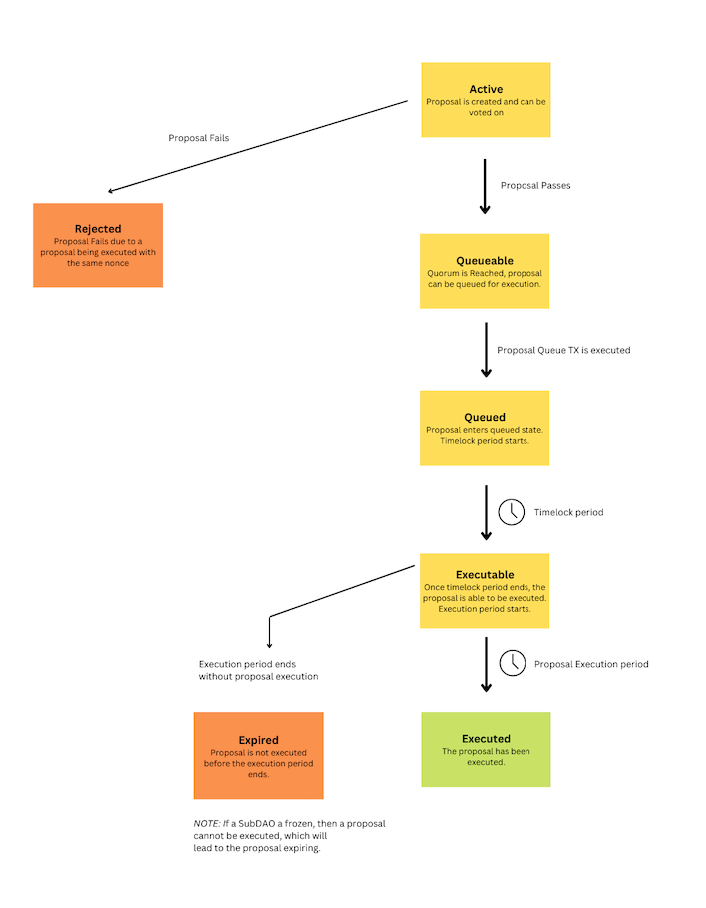 Active
Proposal is created and can be
voted on
Proposal Fails
Proposal Passes
Rejected
Proposal Fails due to a
proposal being executed with
the same nonce
Queueable
Quorum is Reached, proposal
can be queued for execution.
Proposal Queue TX is executed
Queued
Proposal enters queued state.
Timelock period starts.
Timelock period
Executable
Once timelock period ends, the
proposal is able to be executed.
Execution period starts.
Execution period ends
without proposal execution
Proposal Execution period
Expired
Proposal is not executed
before the execution period
ends.
Executed
The proposal has been
executed.
NOTE: If a SubDAO a frozen, then a proposal
cannot be executed, which will
lead to the proposal expiring.